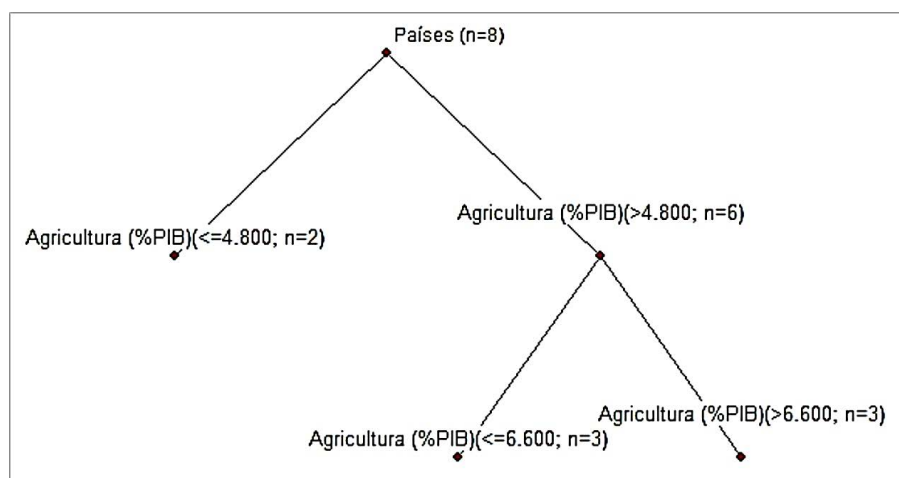 Países (n=8)
Agricultura (%PIB)(>4.800; n=6)
Agricultura (%PIB)(<=4.800; n=2)
Agricultura (%PIB)(>6.600; n=3)
Agricultura (%PIB)(<=6.600; n=3)